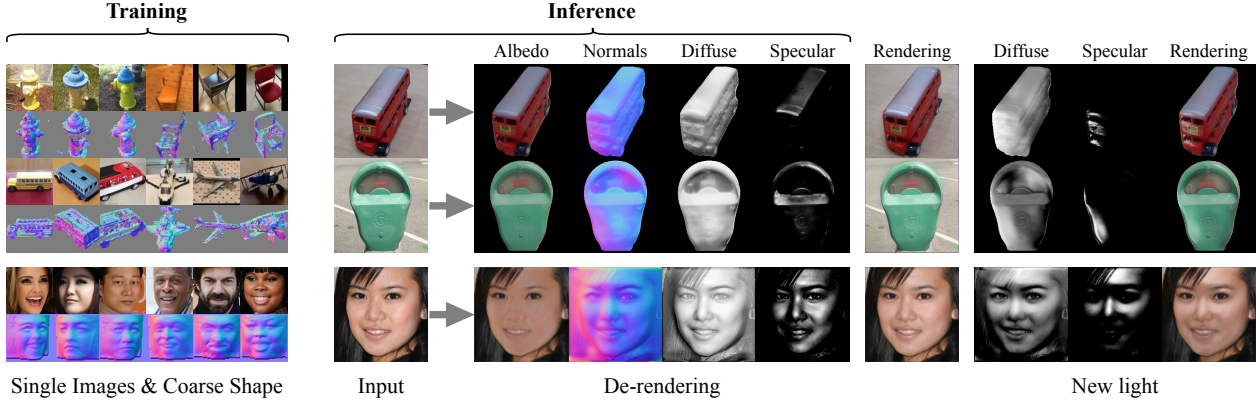 Training
Inference
Albedo Normals Diffuse Specular Rendering Diffuse Specular Rendering
Single Images & Coarse Shape Input De-rendering New light